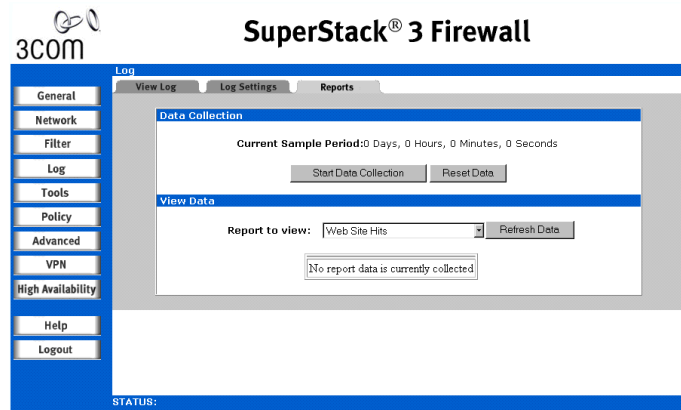 3COM
SuperStack® 3 Firewall
Log
View Log Log Settings Reports
General
Network
Filter
Log
Tools
Policy
Advanced
VPN
High Availability
Help
Logout
Data Collection
Current Sample Period:0 Days, 0 Hours, 0 Minutes, 0 Seconds
Start Data Collection Reset Data
View Data
Report to view: Web Site Hits Refresh Data
No report data is currently collected
STATUS: